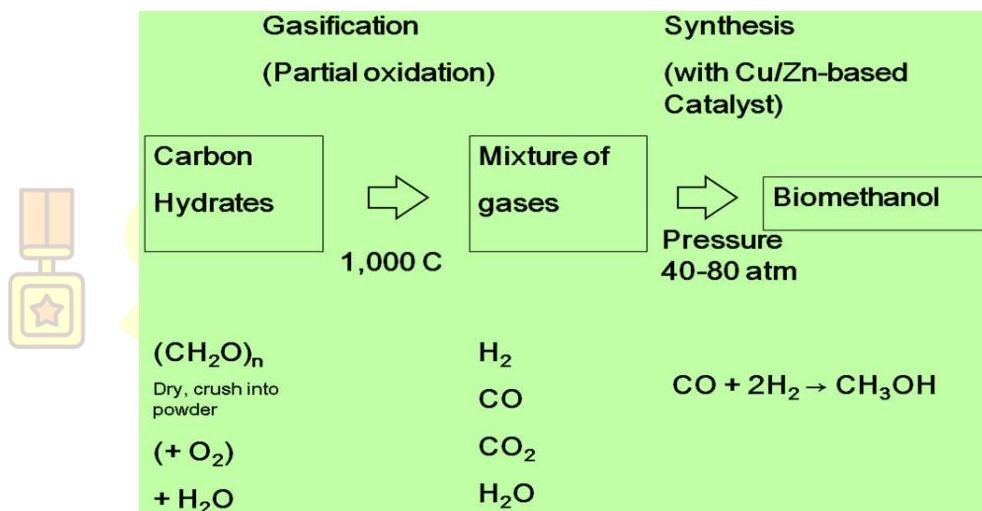 Gasification
(Partial oxidation)
Synthesis
(with Cu/Zn-based
Catalyst)
Carbon
Hydrates
1,000 C
Mixture of
gases
Pressure
40-80 atm
Biomethanol
(CH₂O)ₙ
Dry, crush into
powder
(+ O₂)
+ H₂O
H₂
CO
CO₂
H₂O
CO + 2H₂ → CH₃OH